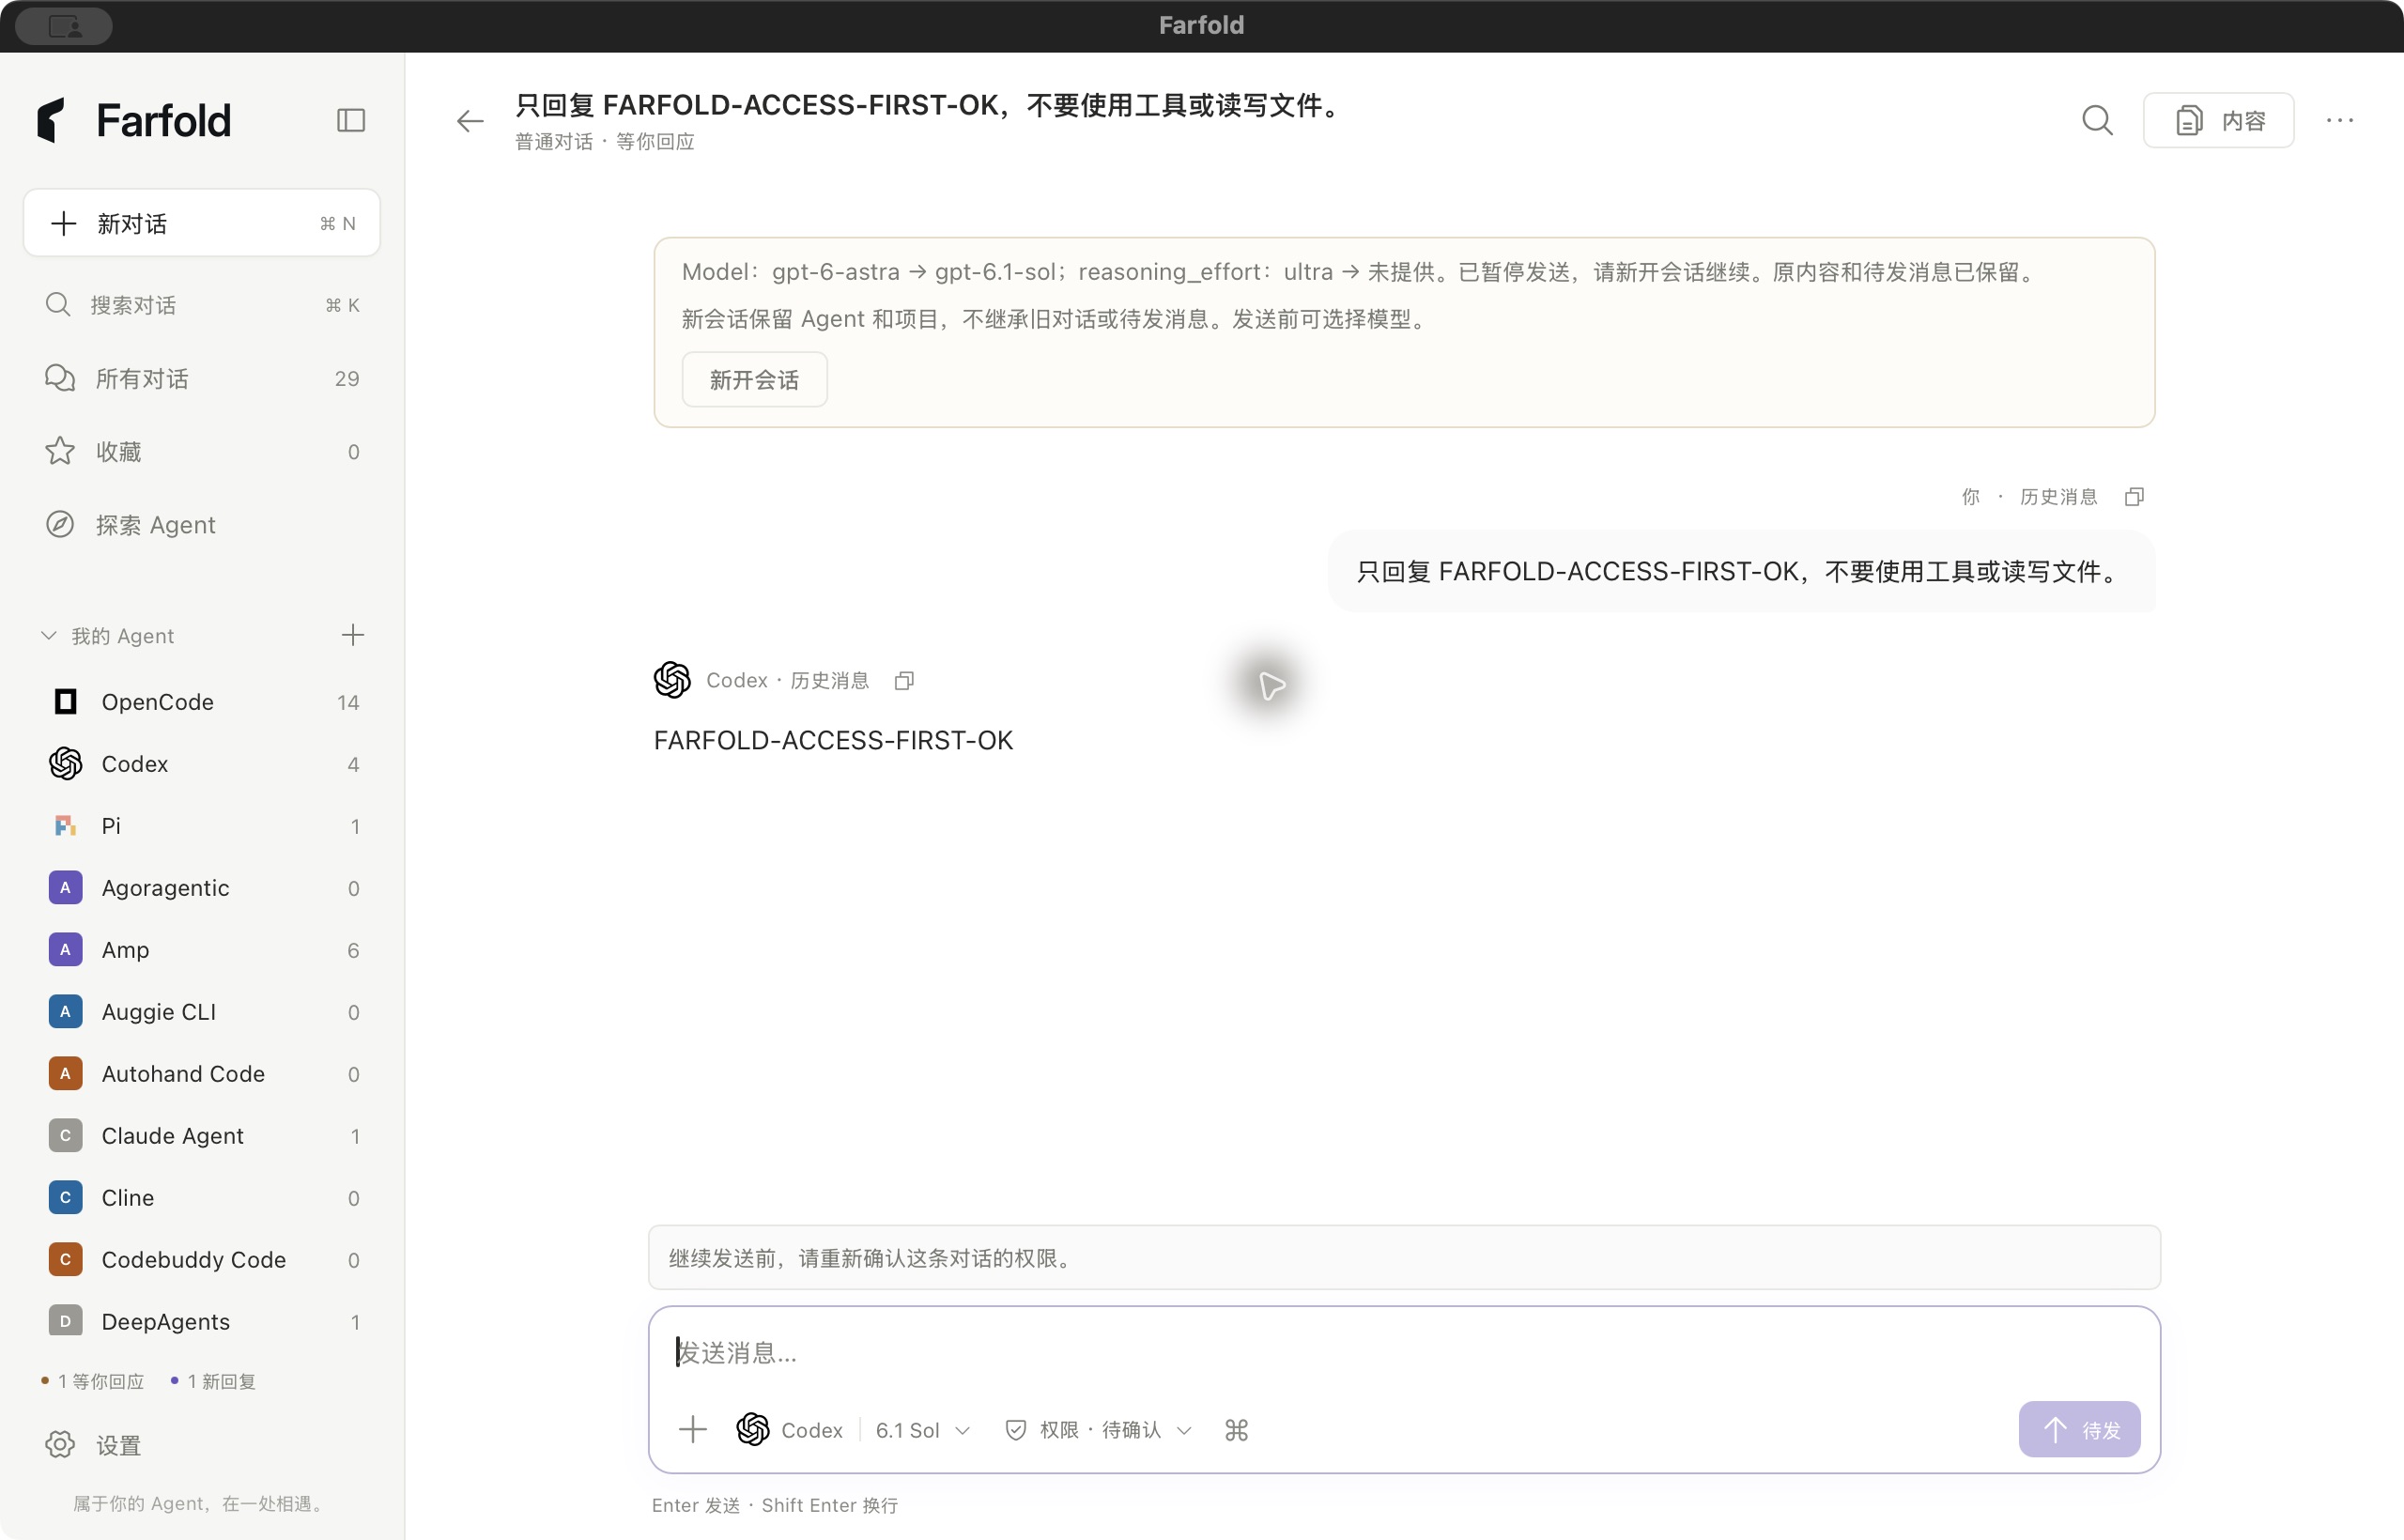 Farfold
Farfold
新对话 ⌘ N
搜索对话 ⌘ K
所有对话 29
收藏 0
探索 Agent
我的 Agent
OpenCode 14
Codex 4
Pi 1
A Agoragentic 0
A Amp 6
A Auggie CLI 0
A Autohand Code 0
C Claude Agent 1
C Cline 0
C Codebuddy Code 0
D DeepAgents 1
1 等你回应 1 新回复
设置
属于你的 Agent，在一处相遇。
只回复 FARFOLD-ACCESS-FIRST-OK，不要使用工具或读写文件。
普通对话 · 等你回应
内容
Model：gpt-6-astra → gpt-6.1-sol；reasoning_effort：ultra → 未提供。已暂停发送，请新开会话继续。原内容和待发消息已保留。
新会话保留 Agent 和项目，不继承旧对话或待发消息。发送前可选择模型。
新开会话
你 · 历史消息
只回复 FARFOLD-ACCESS-FIRST-OK，不要使用工具或读写文件。
Codex · 历史消息
FARFOLD-ACCESS-FIRST-OK
继续发送前，请重新确认这条对话的权限。
发送消息...
Codex 6.1 Sol 权限 · 待确认 ⌘ 待发
Enter 发送 · Shift Enter 换行